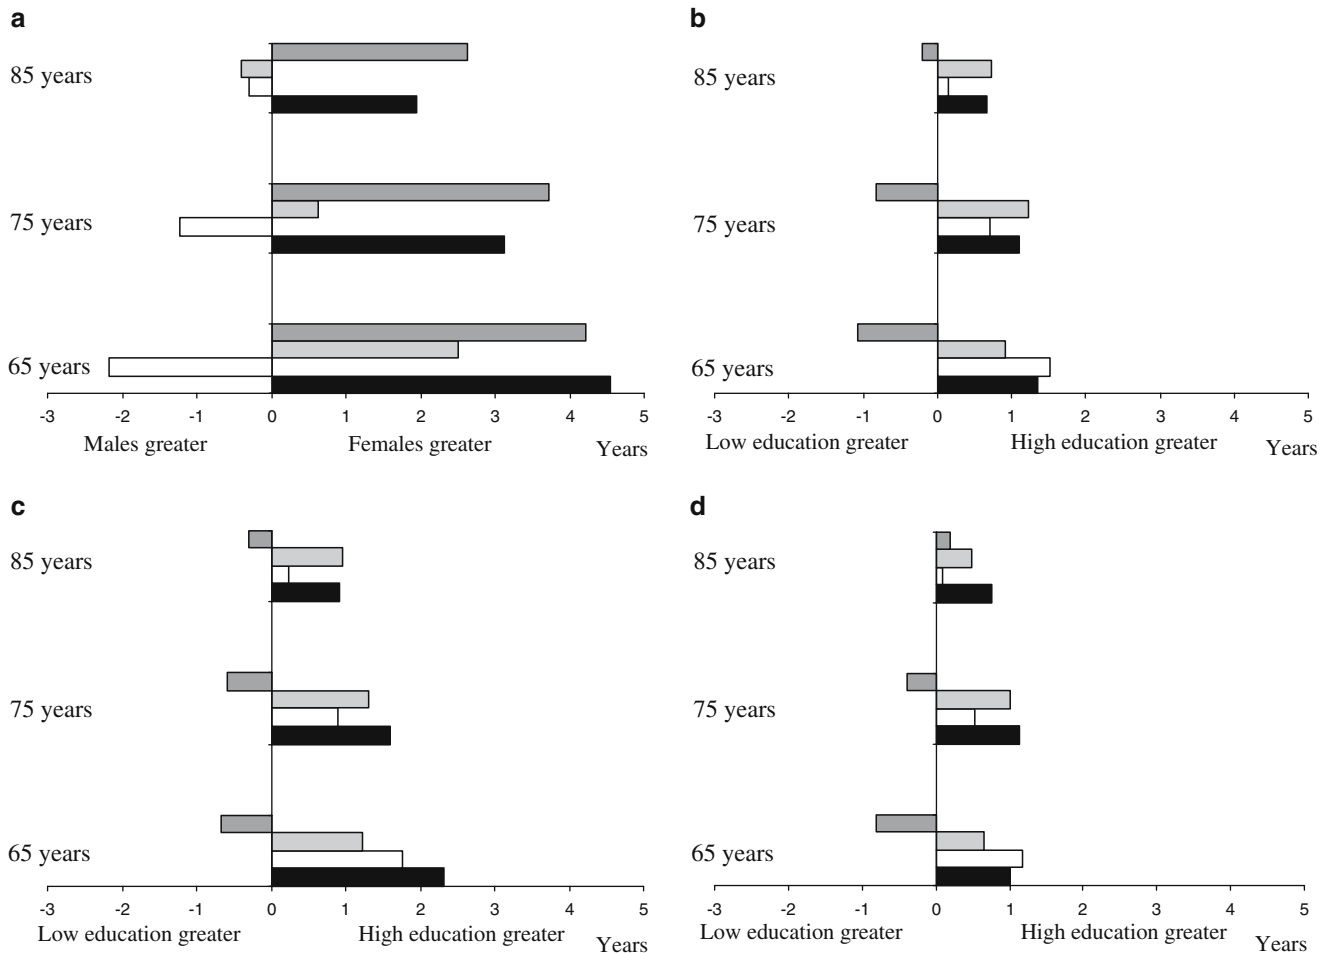 a
85 years
75 years
65 years
-3 -2 -1 0 1 2 3 4 5
Males greater Females greater Years
b
85 years
75 years
65 years
-3 -2 -1 0 1 2 3 4 5
Low education greater High education greater Years
c
85 years
75 years
65 years
-3 -2 -1 0 1 2 3 4 5
Low education greater High education greater Years
d
85 years
75 years
65 years
-3 -2 -1 0 1 2 3 4 5
Low education greater High education greater Years